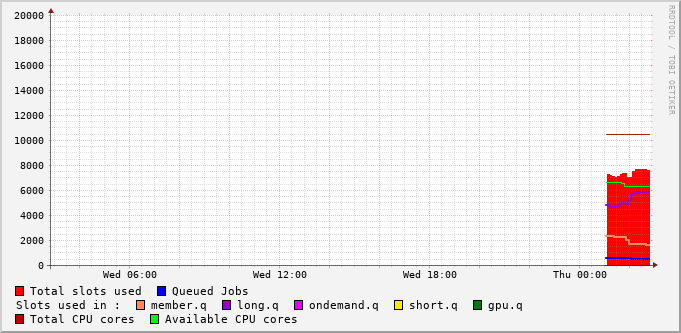 20000
18000
16000
14000
12000
10000
8000
6000
4000
2000
0
Wed 06:00 Wed 12:00 Wed 18:00 Thu 00:00
RRDTOOL / TOBI OETIKER
Total slots used Queued Jobs
Slots used in : member.q long.q ondemand.q short.q gpu.q
Total CPU cores Available CPU cores